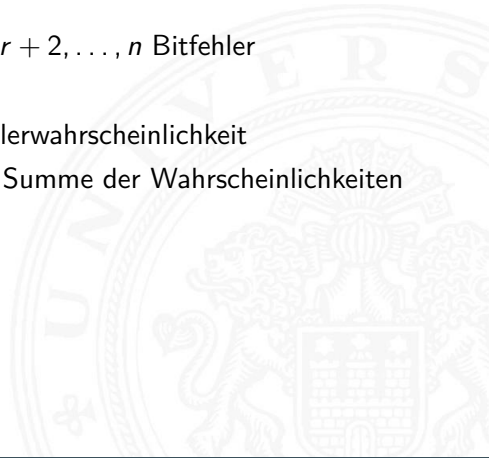 r + 2, . . . , n Bitfehler
lerwahrscheinlichkeit
Summe der Wahrscheinlichkeiten
U N I V E R S